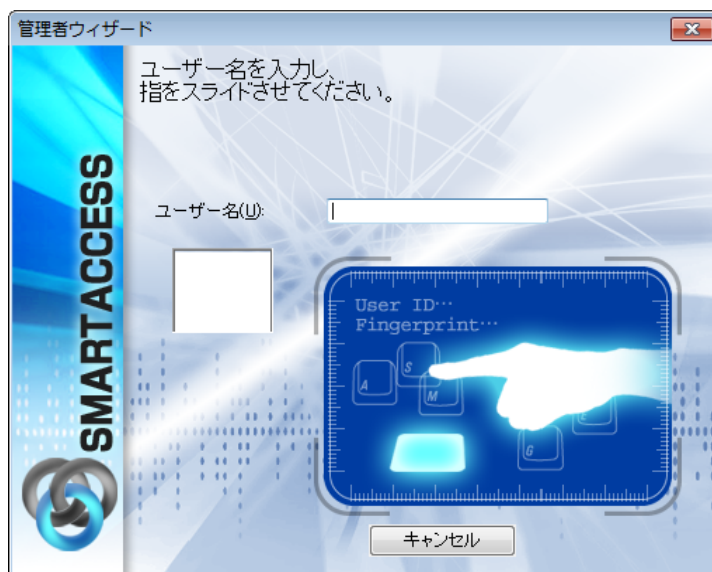 管理者ウィザード
SMARTACCESS
ユーザー名を入力し、
指をスライドさせてください。
ユーザー名(U):
User ID…
Fingerprint…
A
S
M
G
E
キャンセル